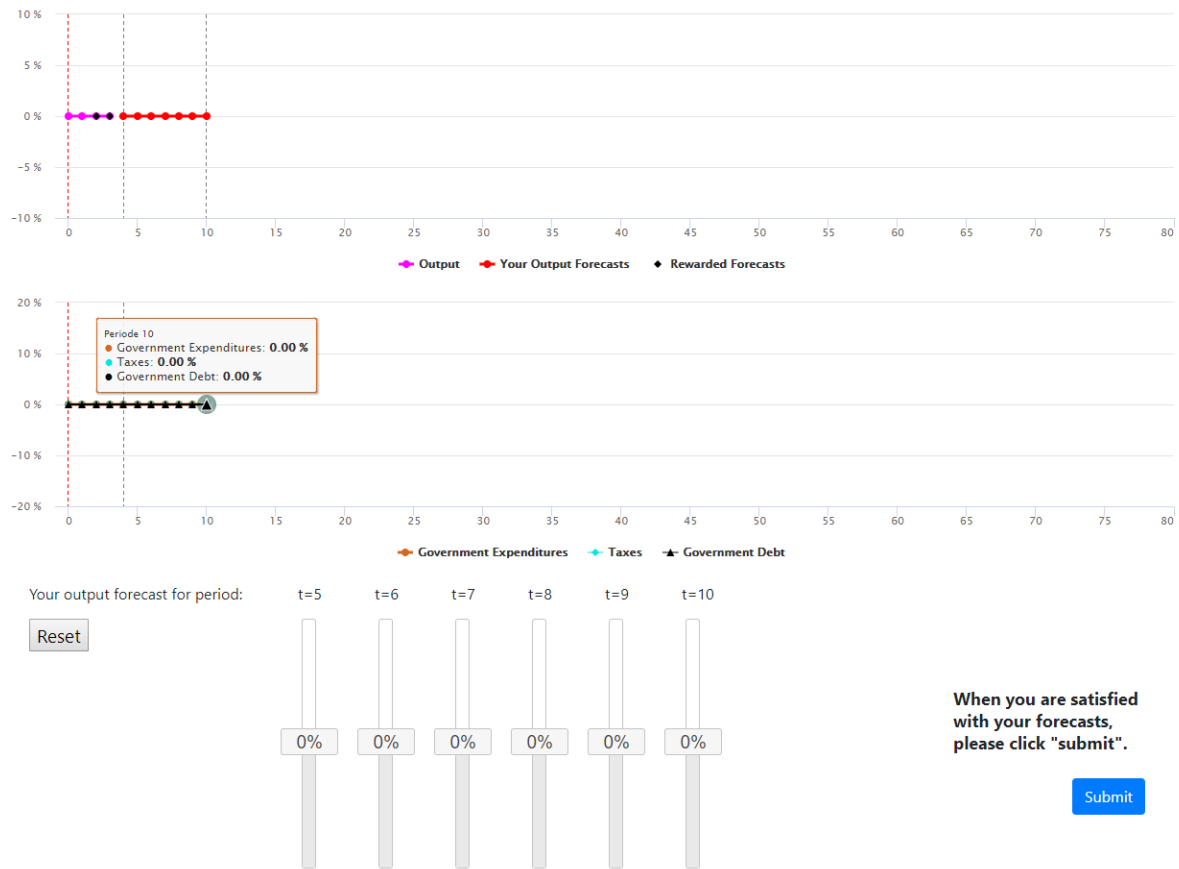 10 %
5 %
0 %
−5 %
−10 %
0 5 10 15 20 25 30 35 40 45 50 55 60 65 70 75 80
Output Your Output Forecasts Rewarded Forecasts
20 %
Periode 10
Government Expenditures: 0.00 %
10 %
Taxes: 0.00 %
Government Debt: 0.00 %
0 %
−10 %
−20 %
0 5 10 15 20 25 30 35 40 45 50 55 60 65 70 75 80
Government Expenditures Taxes Government Debt
Your output forecast for period: t=5 t=6 t=7 t=8 t=9 t=10
Reset
When you are satisfied
with your forecasts,
please click "submit".
0% 0% 0% 0% 0% 0%
Submit